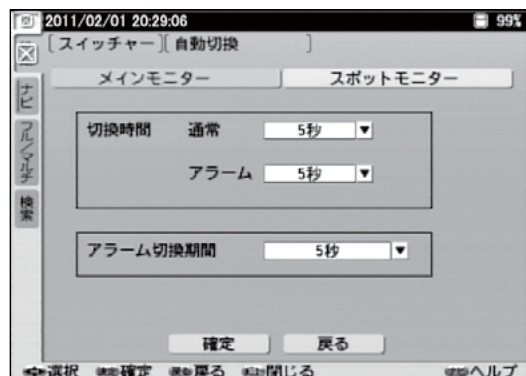 2011/02/01 20:29:06 99%
[スイッチャー][自動切換 ]
メインモニター スポットモニター
ナビ
フル/マルチ
検索
切換時間 通常 5秒
アラーム 5秒
アラーム切換期間 5秒
確定 戻る
選択 確定 戻る 閉じる ヘルプ